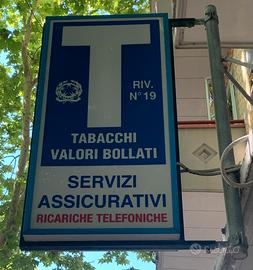 T
RIV.
N° 19
TABACCHI
VALORI BOLLATI
SERVIZI
ASSICURATIVI
RICARICHE TELEFONICHE